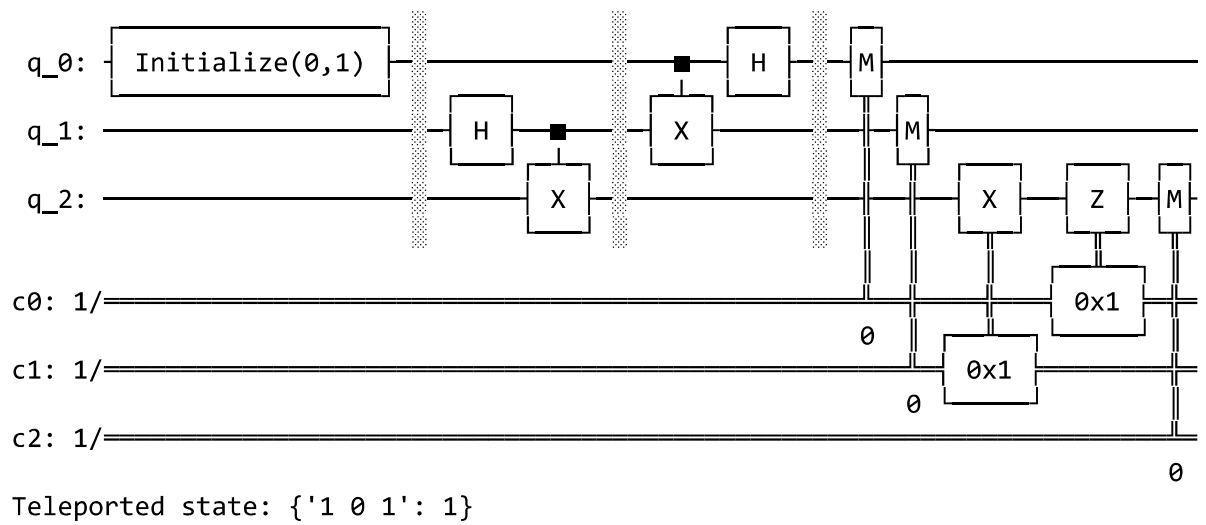 q_0: Initialize(0,1) H M
q_1: H X M
q_2: X X Z M
c0: 1/ 0x1
0
c1: 1/ 0x1
0
c2: 1/
0
Teleported state: {'1 0 1': 1}